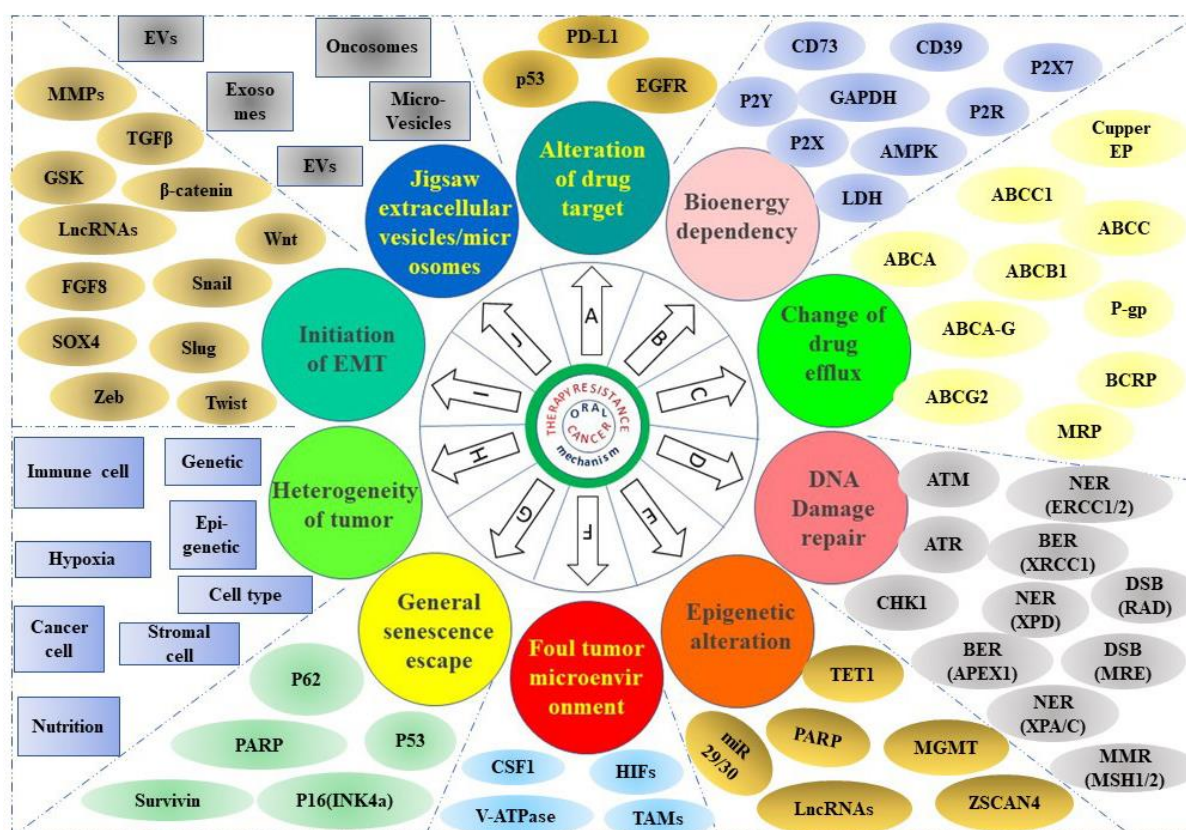 EVs
Oncosomes
Exoso
mes
Micro-
Vesicles
EVs
Jigsaw
extracellular
vesicles/micr
osomes
PD-L1
p53
EGFR
Alteration
of drug
target
CD73
CD39
P2X7
P2Y
GAPDH
P2R
P2X
AMPK
LDH
Bioenergy
dependency
Cupper
EP
ABCC1
ABCC
ABCA
ABCB1
P-gp
ABCA-G
ABCG2
BCRP
MRP
Change of
drug
efflux
MMPs
TGFβ
GSK
β-catenin
LncRNAs
Wnt
FGF8
Snail
SOX4
Slug
Zeb
Twist
Initiation
of EMT
A
B
C
D
E
F
G
H
I
J
THERAPY RESISTANCE
ORAL
CANCER
mechanism
Immune cell
Genetic
Hypoxia
Epi-
genetic
Cell type
Cancer
cell
Stromal
cell
Nutrition
Heterogeneity
of tumor
DNA
Damage
repair
ATM
NER
(ERCC1/2)
ATR
BER
(XRCC1)
CHK1
NER
(XPD)
DSB
(RAD)
BER
(APEX1)
DSB
(MRE)
NER
(XPA/C)
MMR
(MSH1/2)
General
senescence
escape
P62
PARP
P53
Survivin
P16(INK4a)
Foul tumor
microenvir
onment
CSF1
HIFs
V-ATPase
TAMs
Epigenetic
alteration
TET1
miR
29/30
PARP
MGMT
LncRNAs
ZSCAN4